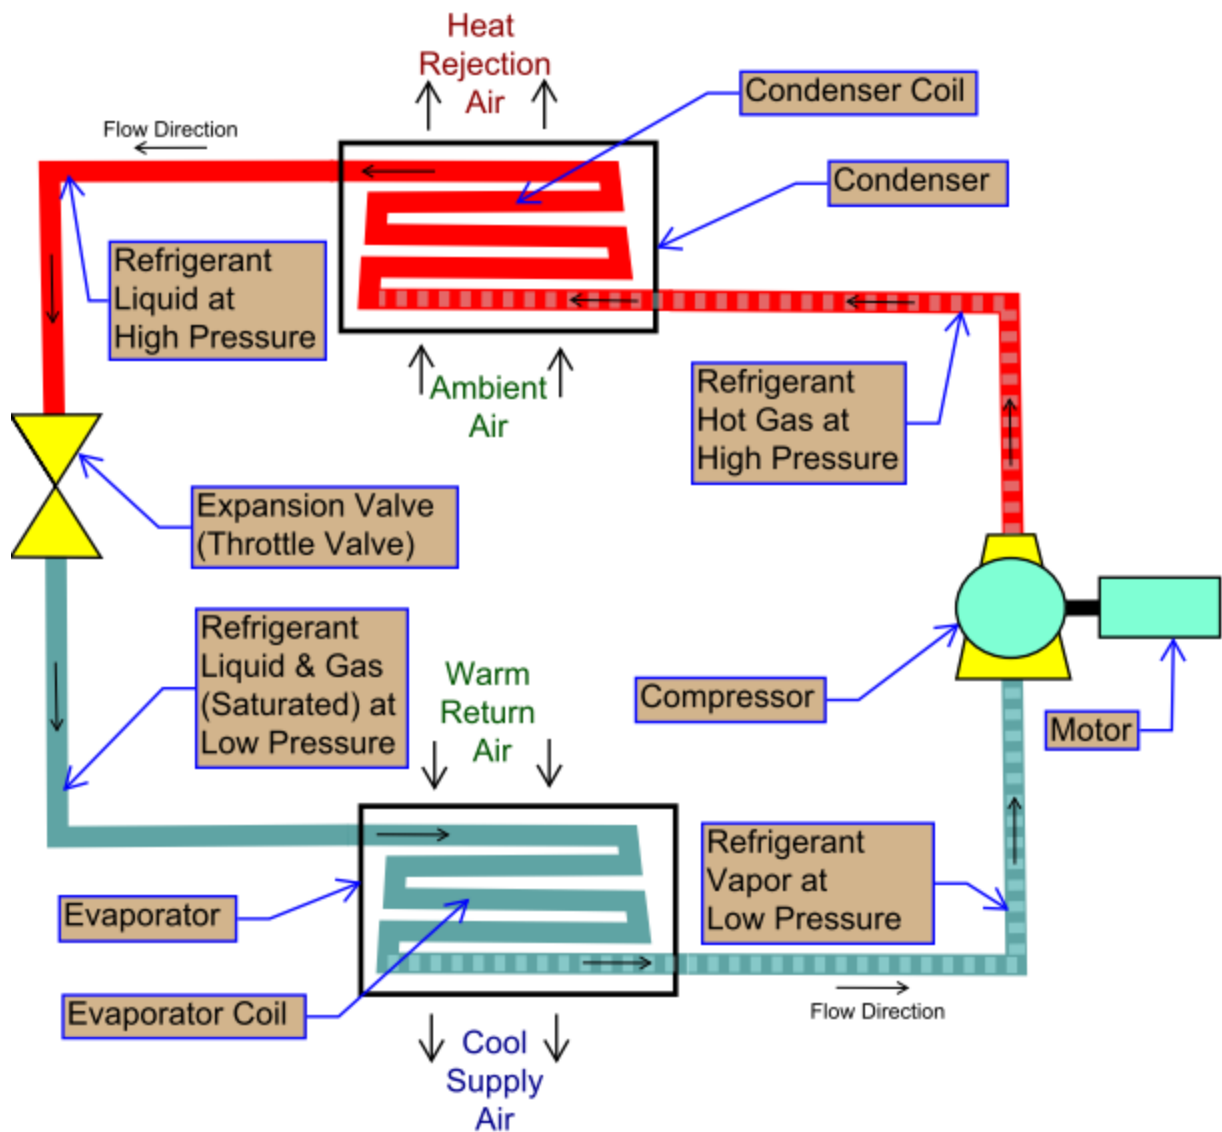 Heat
Rejection
Air
Condenser Coil
Flow Direction
Condenser
Refrigerant
Liquid at
High Pressure
Ambient
Air
Refrigerant
Hot Gas at
High Pressure
Expansion Valve
(Throttle Valve)
Refrigerant
Liquid & Gas
(Saturated) at
Low Pressure
Warm
Return
Air
Compressor
Motor
Refrigerant
Vapor at
Low Pressure
Evaporator
Evaporator Coil
Flow Direction
Cool
Supply
Air